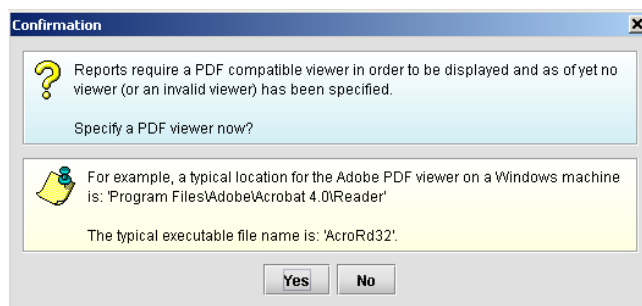 Confirmation
Reports require a PDF compatible viewer in order to be displayed and as of yet no
viewer (or an invalid viewer) has been specified.
Specify a PDF viewer now?
For example, a typical location for the Adobe PDF viewer on a Windows machine
is: 'Program Files\Adobe\Acrobat 4.0\Reader'
The typical executable file name is: 'AcroRd32'.
Yes No